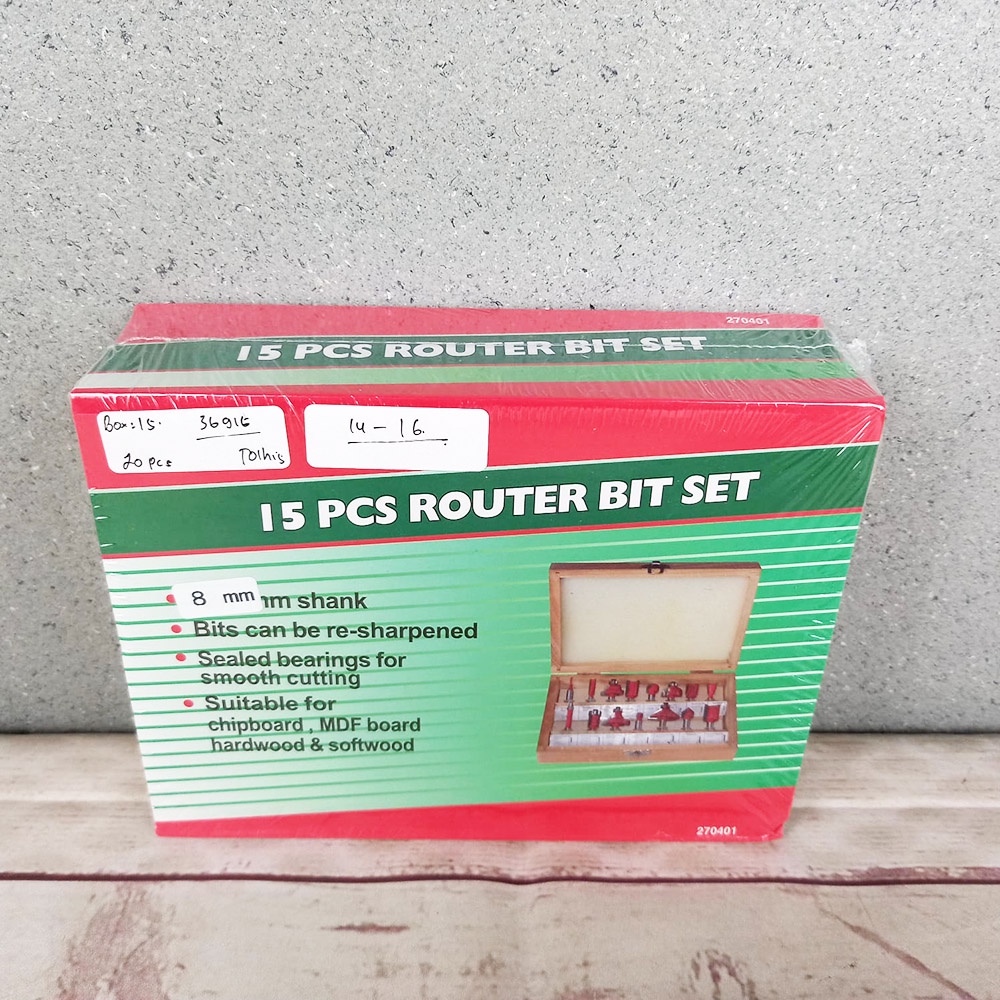 270401
15 PCS ROUTER BIT SET
Box:15. 36915
20 pcs
14 - 16
15 PCS ROUTER BIT SET
8 mm mm shank
Bits can be re-sharpened
Sealed bearings for
smooth cutting
Suitable for
chipboard , MDF board
hardwood & softwood
270401